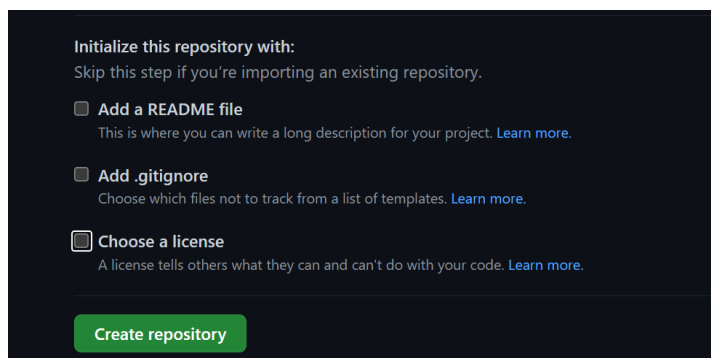 Initialize this repository with:
Skip this step if you're importing an existing repository.
Add a README file
This is where you can write a long description for your project. Learn more.
Add .gitignore
Choose which files not to track from a list of templates. Learn more.
Choose a license
A license tells others what they can and can't do with your code. Learn more.
Create repository